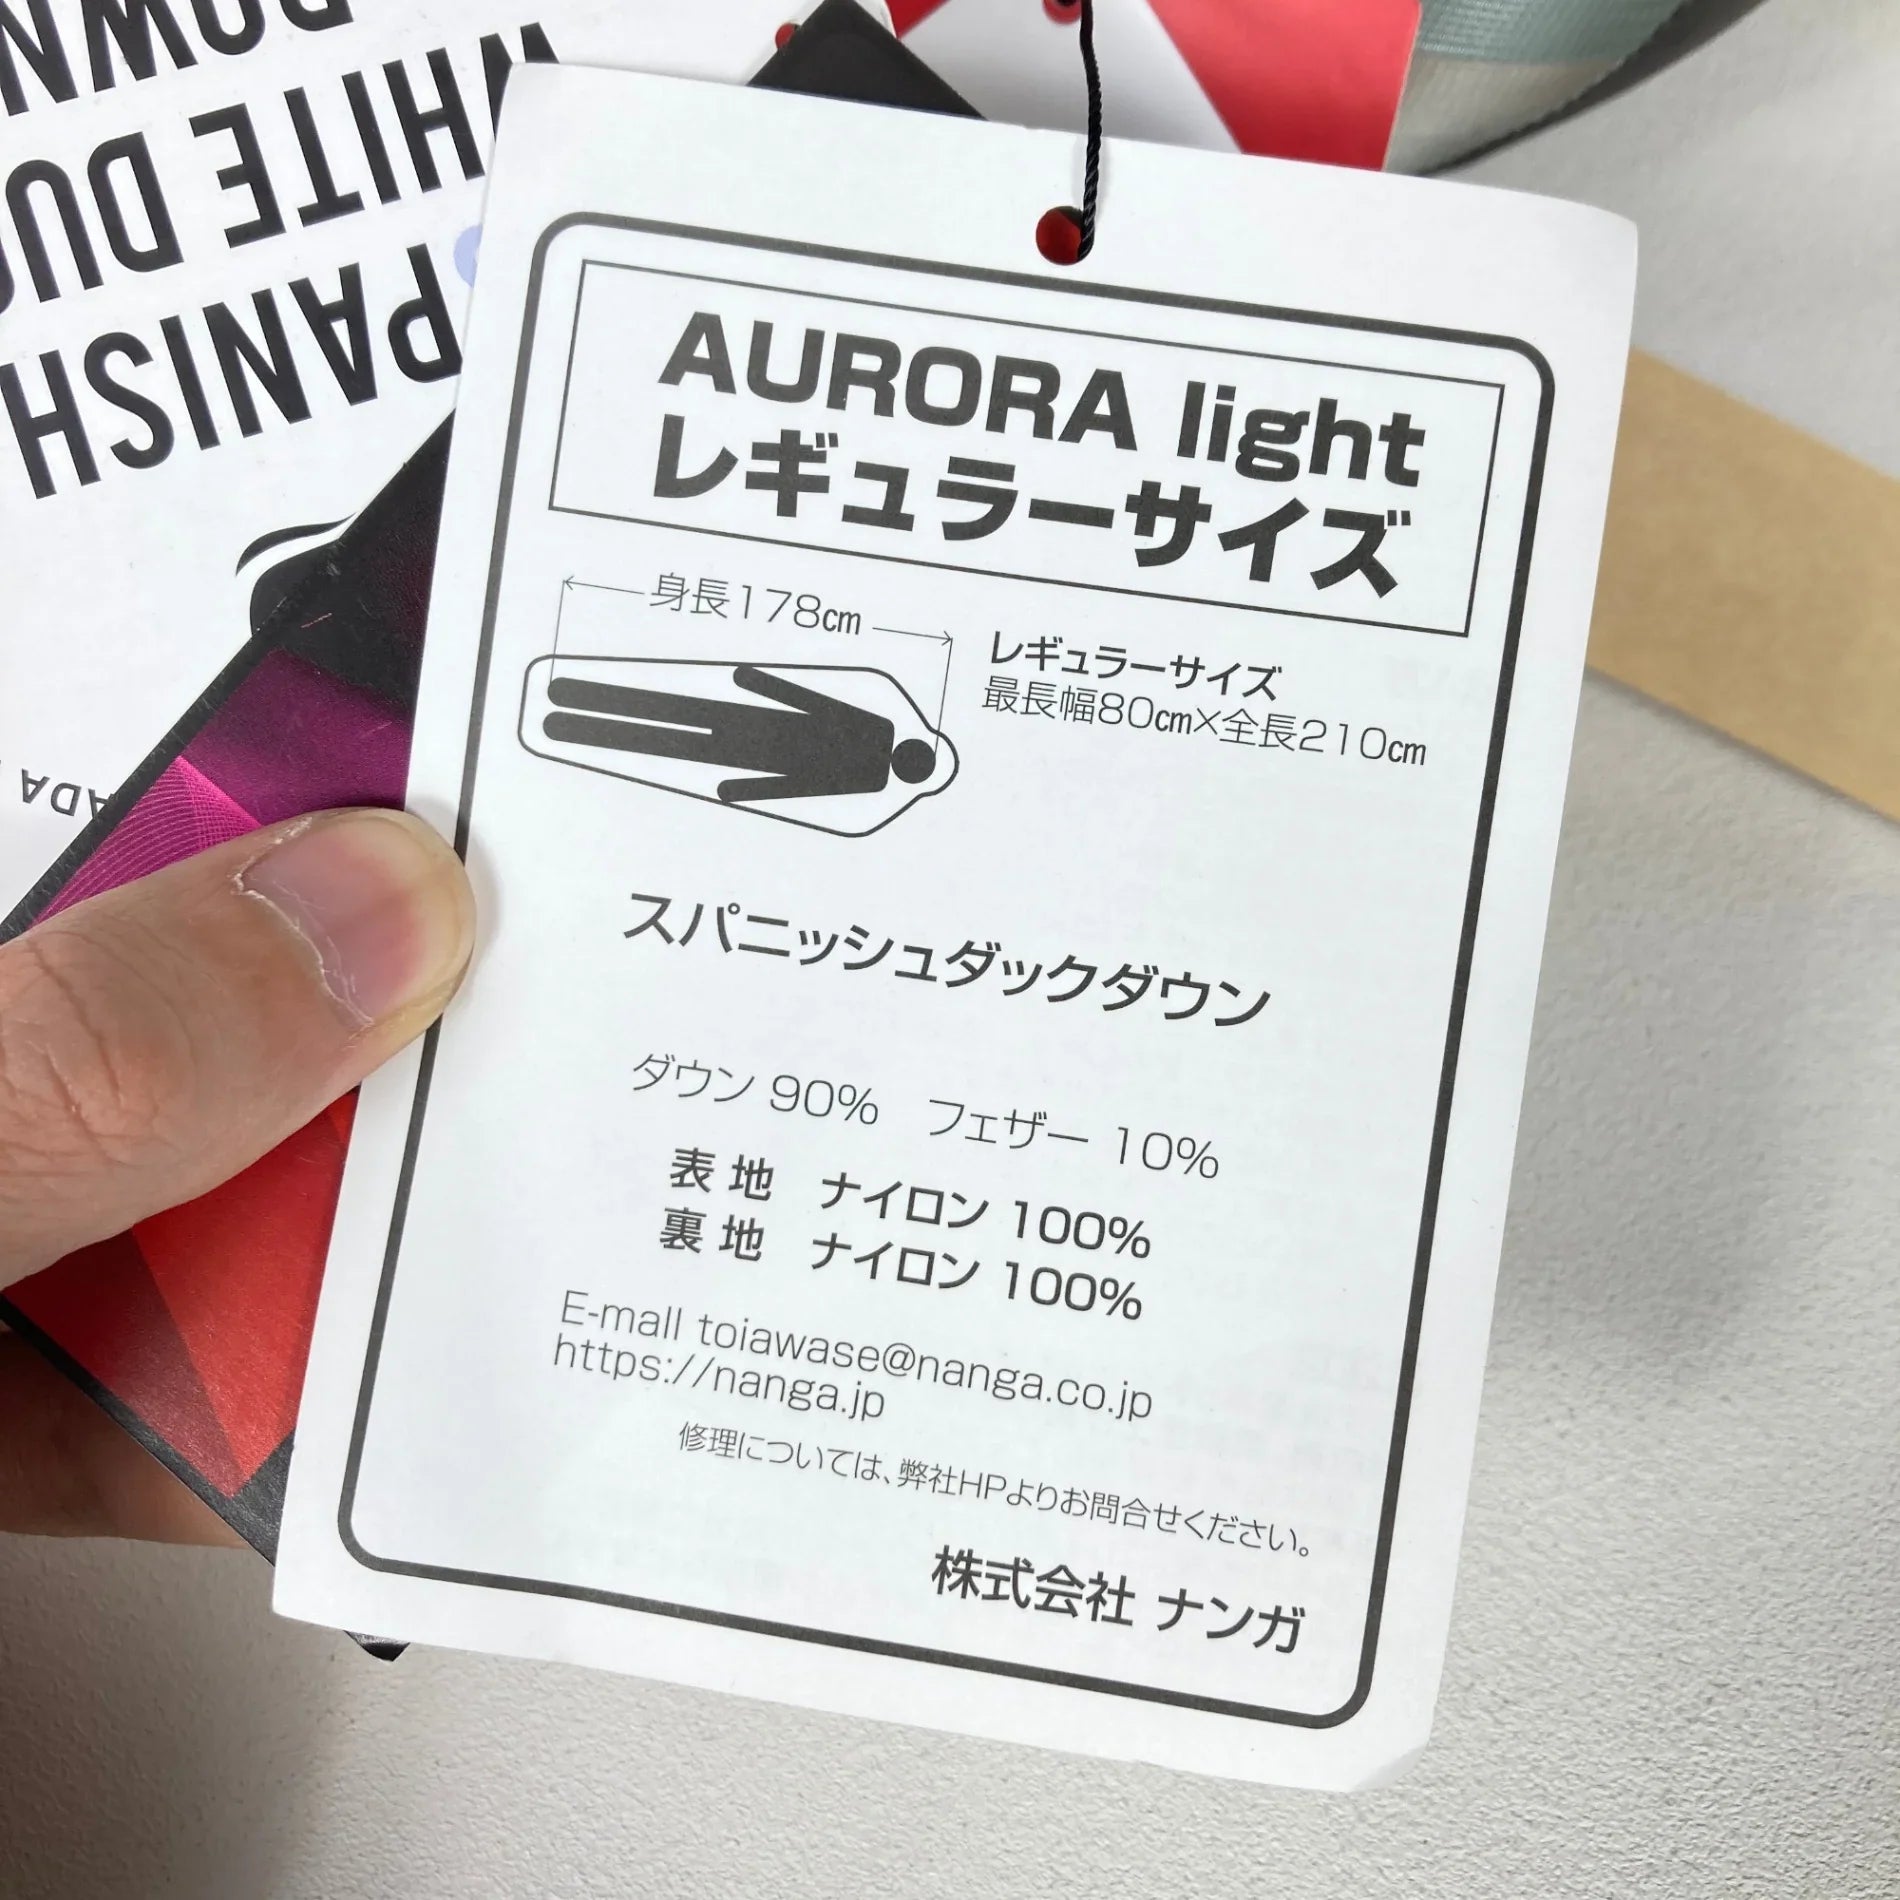 AURORA light
レギュラーサイズ
身長178㎝
レギュラーサイズ
最長幅80㎝×全長210㎝
スパニッシュダックダウン
ダウン 90% フェザー 10%
表地 ナイロン 100%
裏地 ナイロン 100%
E-mall toiawase@nanga.co.jp
https://nanga.jp
修理については、弊社HPよりお問合せください。
株式会社 ナンガ
PANISH
WHITE DUC
DOWN
ADA